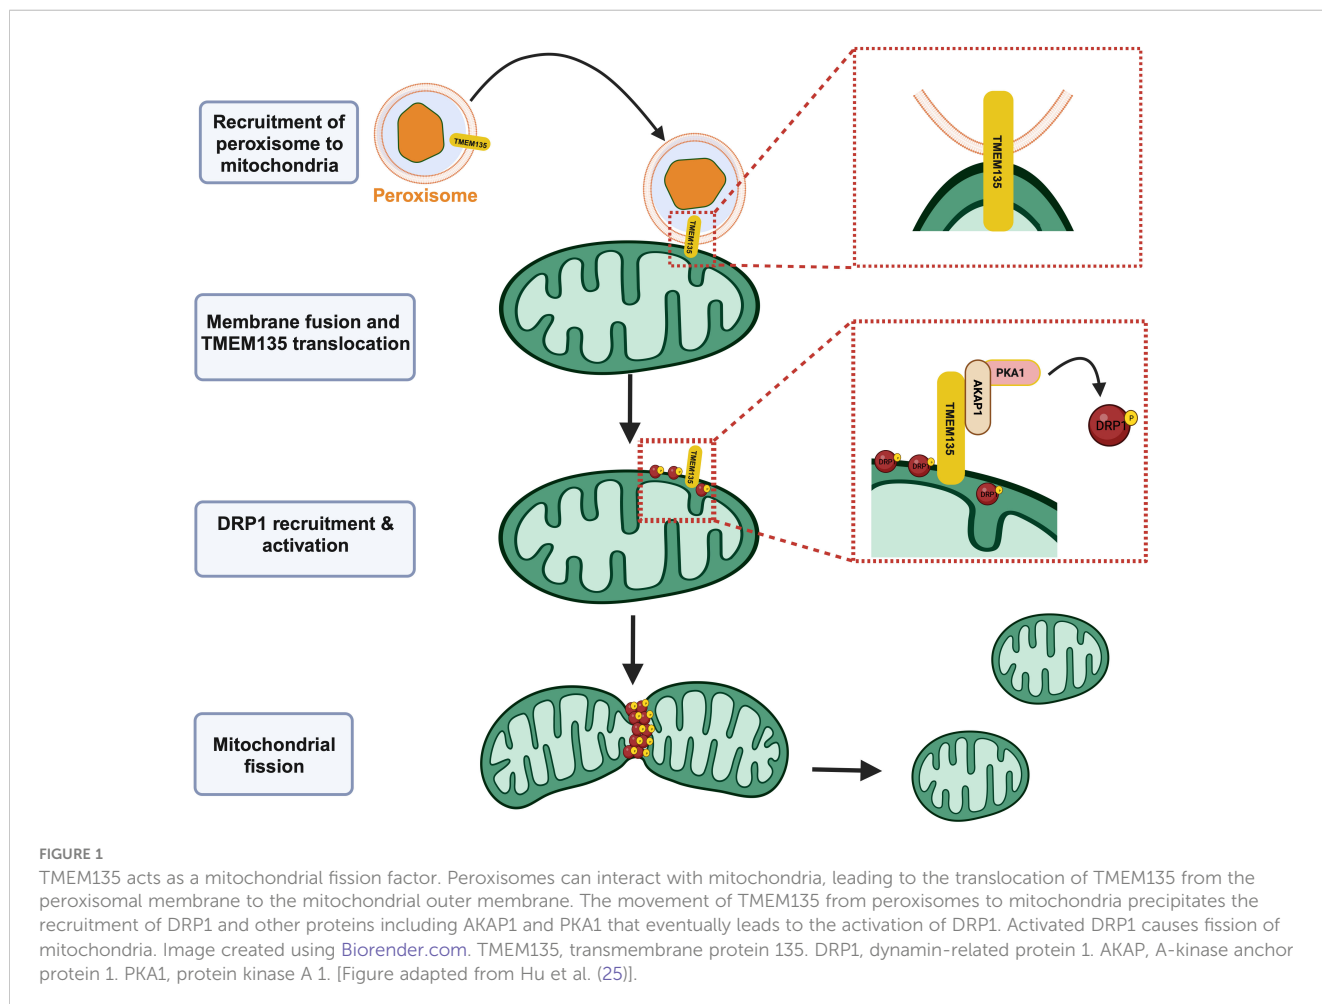 Recruitment of
peroxisome to
mitochondria
TMEM135
Peroxisome
TMEM135
TMEM135
Membrane fusion and
TMEM135 translocation
PKA1
AKAP1
TMEM135
DRP1
P
DRP1
P
DRP1
P
DRP1
P
TMEM135
P
P
P
DRP1 recruitment &
activation
Mitochondrial
fission
P
P
P
P
P
P
P
P
FIGURE 1
TMEM135 acts as a mitochondrial fission factor. Peroxisomes can interact with mitochondria, leading to the translocation of TMEM135 from the
peroxisomal membrane to the mitochondrial outer membrane. The movement of TMEM135 from peroxisomes to mitochondria precipitates the
recruitment of DRP1 and other proteins including AKAP1 and PKA1 that eventually leads to the activation of DRP1. Activated DRP1 causes fission of
mitochondria. Image created using Biorender.com. TMEM135, transmembrane protein 135. DRP1, dynamin-related protein 1. AKAP, A-kinase anchor
protein 1. PKA1, protein kinase A 1. [Figure adapted from Hu et al. (25)].